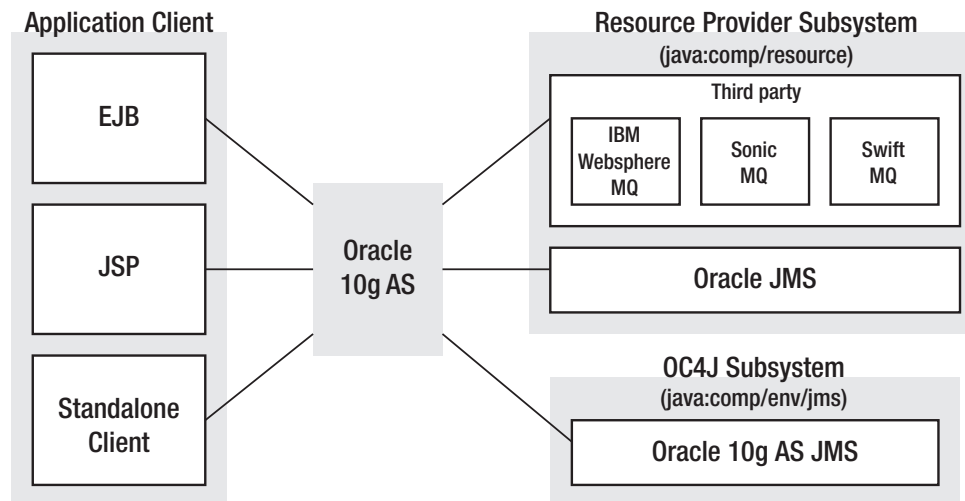 Application Client
EJB
JSP
Standalone
Client
Oracle
10g AS
Resource Provider Subsystem
(java:comp/resource)
Third party
IBM
Websphere
MQ
Sonic
MQ
Swift
MQ
Oracle JMS
OC4J Subsystem
(java:comp/env/jms)
Oracle 10g AS JMS